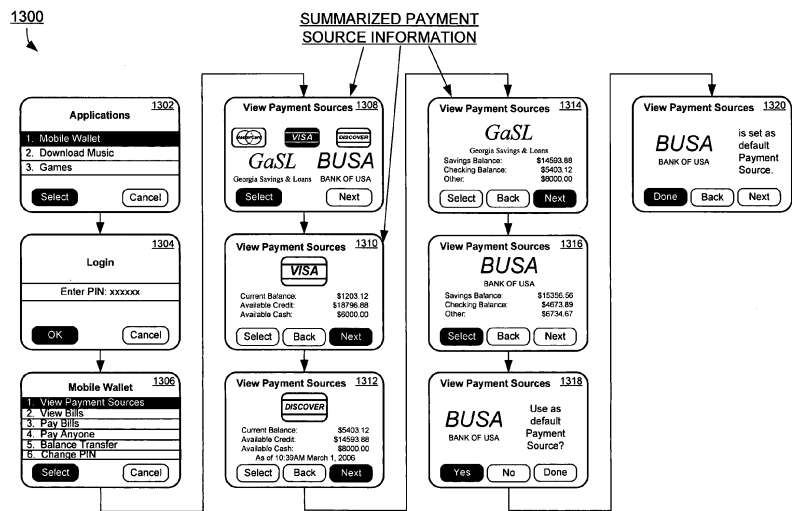 1300
SUMMARIZED PAYMENT
SOURCE INFORMATION
1302
Applications
1. Mobile Wallet
2. Download Music
3. Games
Select
Cancel
1304
Login
Enter PIN: xxxxxx
OK
Cancel
1306
Mobile Wallet
1. View Payment Sources
2. View Bills
3. Pay Bills
4. Pay Anyone
5. Balance Transfer
6. Change PIN
Select
Cancel
View Payment Sources 1308
MasterCard VISA DISCOVER
GaSL BUSA
Georgia Savings & Loans BANK OF USA
Select
Next
View Payment Sources 1310
VISA
Current Balance: $1203.12
Available Credit: $18796.88
Available Cash: $6000.00
Select Back Next
View Payment Sources 1312
DISCOVER
Current Balance: $5403.12
Available Credit: $14593.88
Available Cash: $8000.00
As of 10:39AM March 1, 2006
Select Back Next
View Payment Sources 1314
GaSL
Georgia Savings & Loans
Savings Balance: $14593.88
Checking Balance: $5403.12
Other: $8000.00
Select Back Next
View Payment Sources 1316
BUSA
BANK OF USA
Savings Balance: $15356.56
Checking Balance: $4673.89
Other: $6734.67
Select Back Next
View Payment Sources 1318
BUSA
BANK OF USA
Use as
default
Payment
Source?
Yes No Done
View Payment Sources 1320
BUSA
BANK OF USA
is set as
default
Payment
Source.
Done Back Next